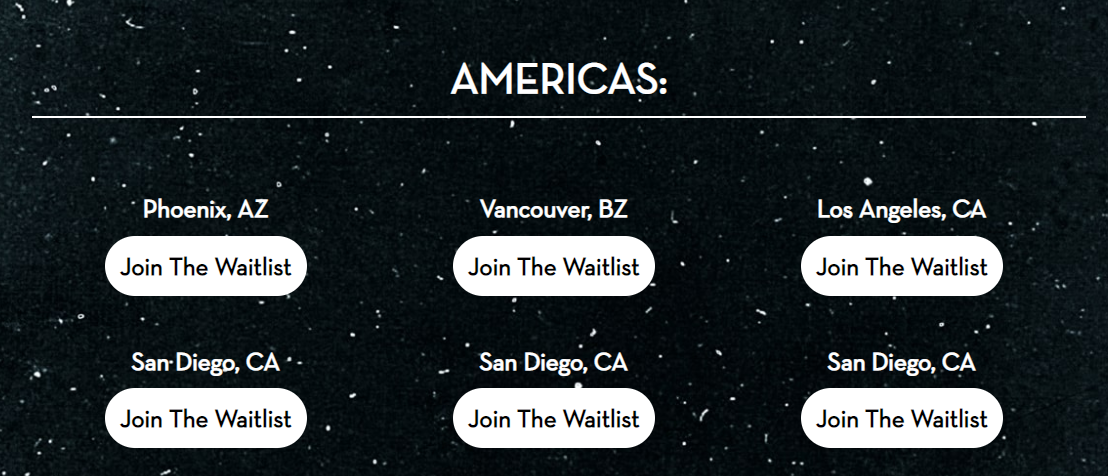 AMERICAS:
Phoenix, AZ
Vancouver, BZ
Los Angeles, CA
Join The Waitlist
Join The Waitlist
Join The Waitlist
San Diego, CA
San Diego, CA
San Diego, CA
Join The Waitlist
Join The Waitlist
Join The Waitlist